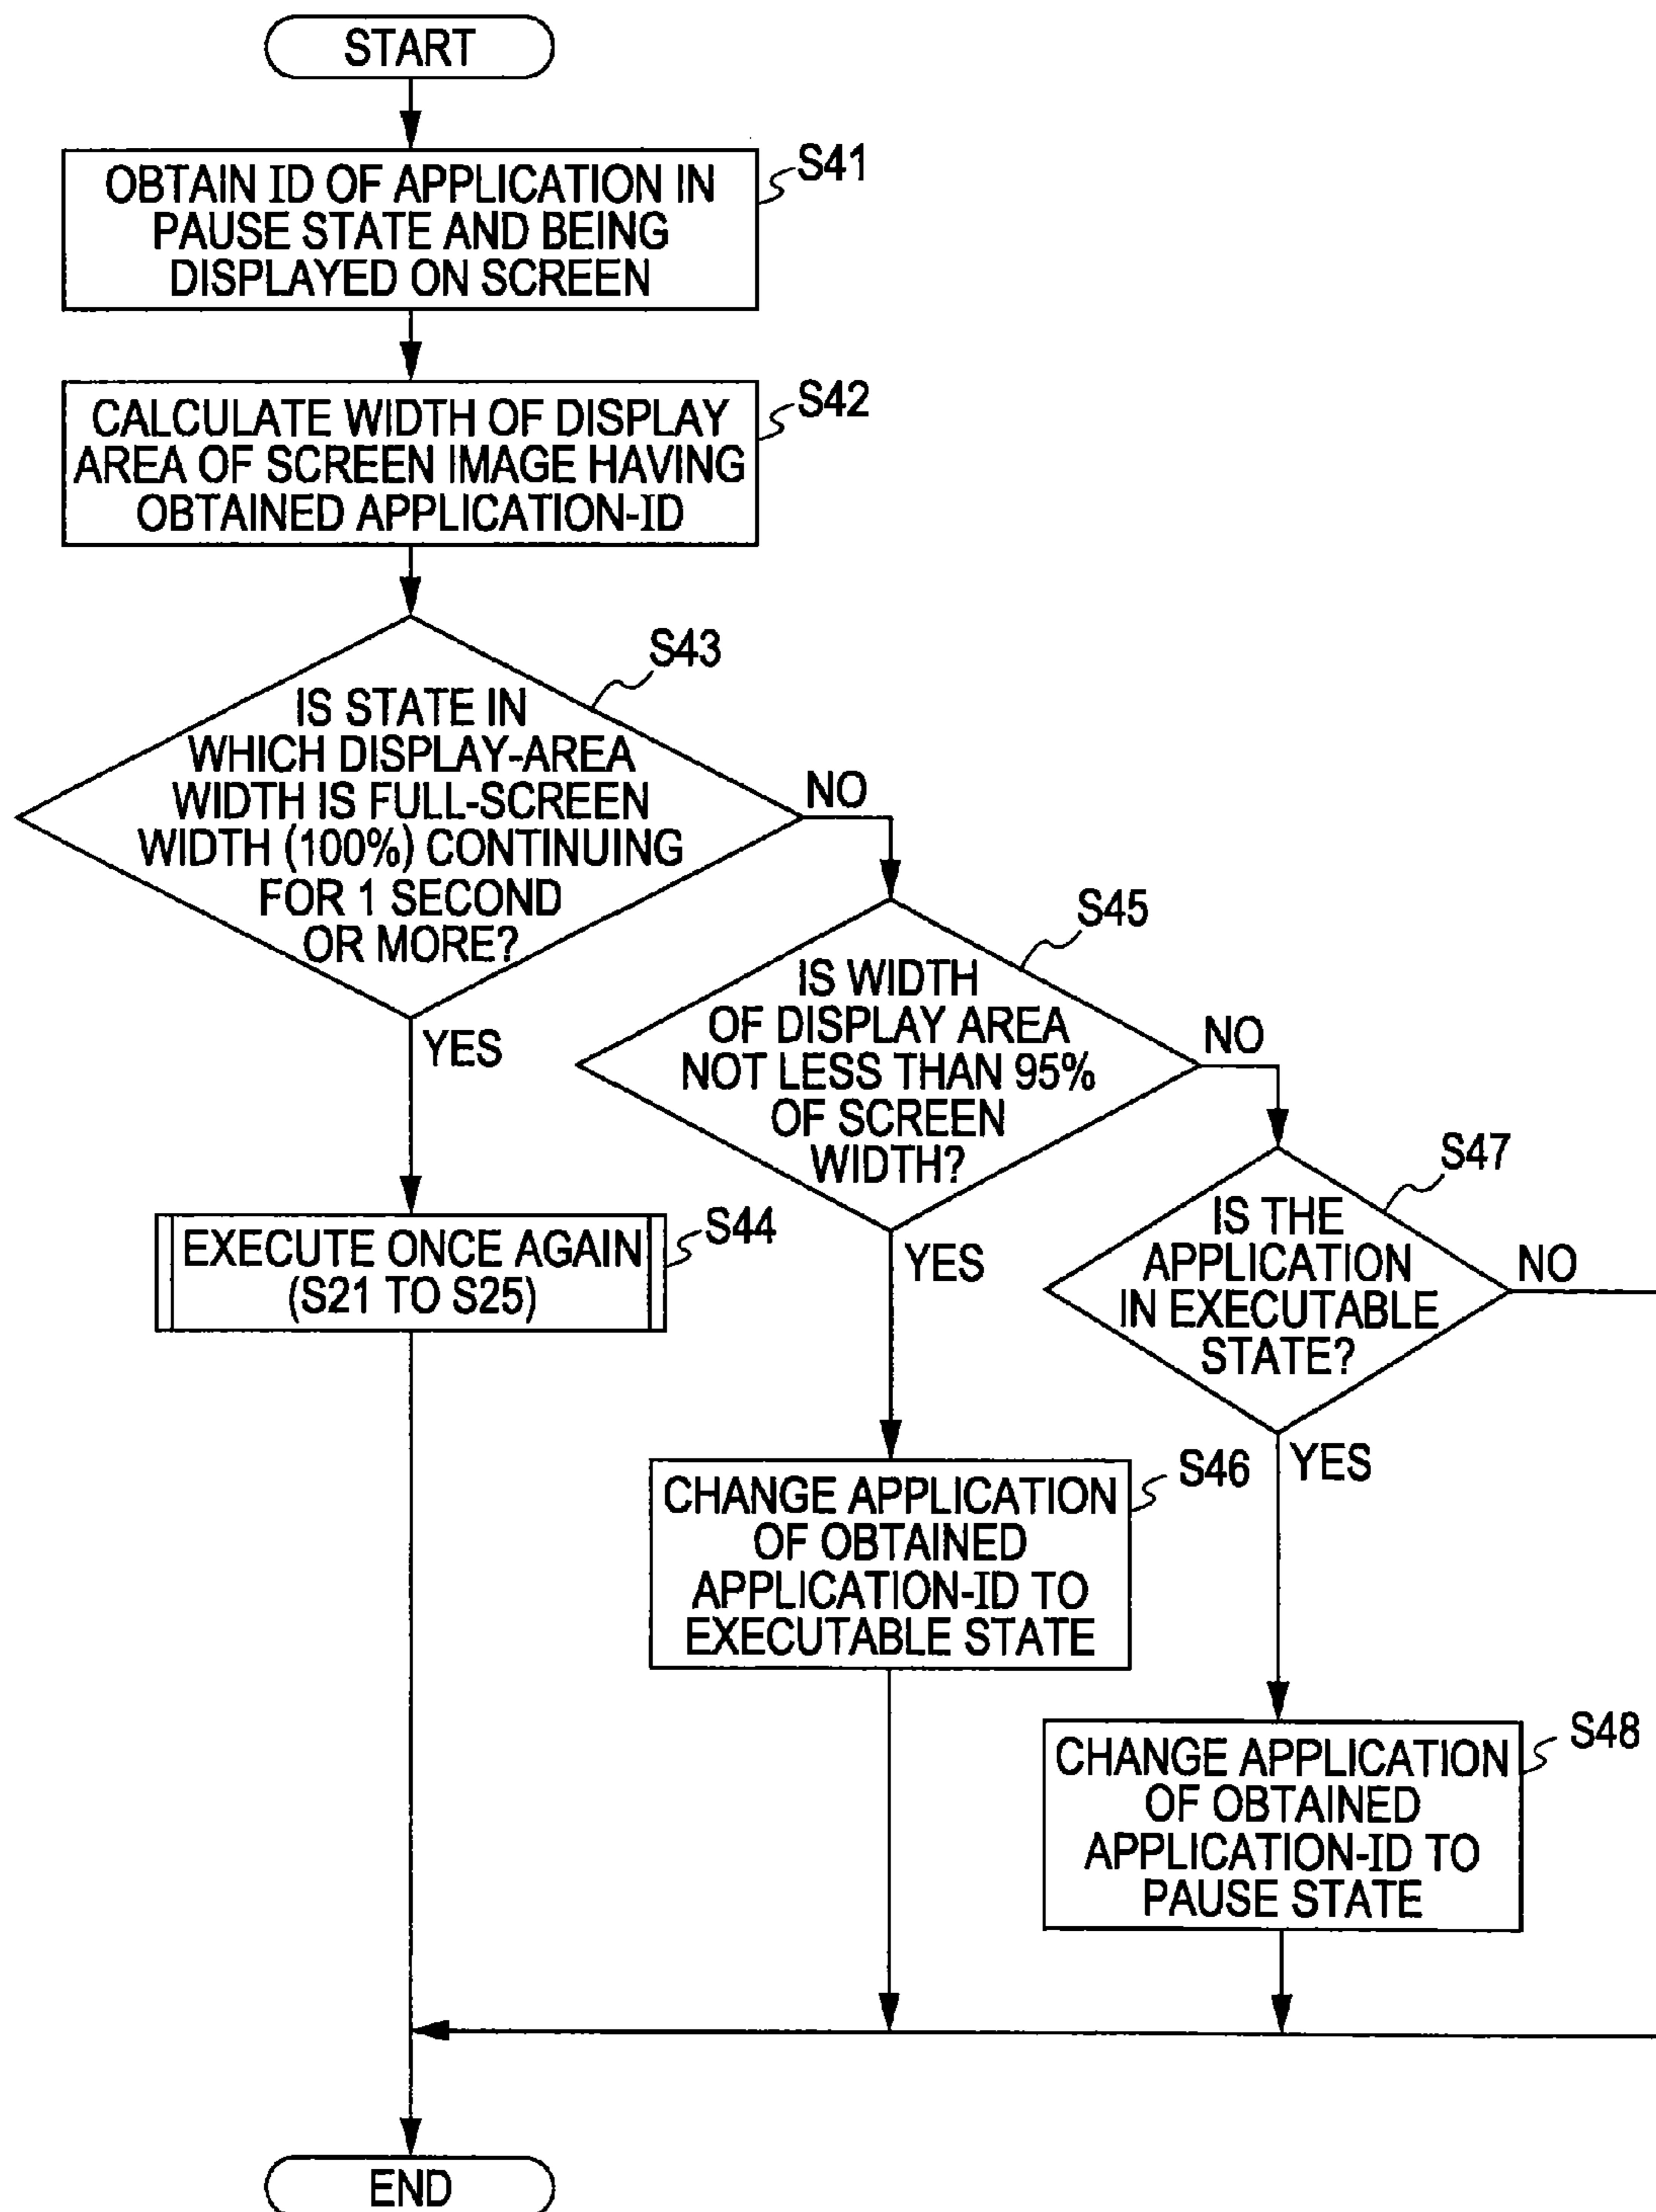 START
S41
OBTAIN ID OF APPLICATION IN
PAUSE STATE AND BEING
DISPLAYED ON SCREEN
S42
CALCULATE WIDTH OF DISPLAY
AREA OF SCREEN IMAGE HAVING
OBTAINED APPLICATION-ID
S43
IS STATE IN
WHICH DISPLAY-AREA
WIDTH IS FULL-SCREEN
WIDTH (100%) CONTINUING
FOR 1 SECOND
OR MORE?
NO
YES
S45
IS WIDTH
OF DISPLAY AREA
NOT LESS THAN 95%
OF SCREEN
WIDTH?
NO
YES
S44
EXECUTE ONCE AGAIN
(S21 TO S25)
S47
IS THE
APPLICATION
IN EXECUTABLE
STATE?
NO
YES
S46
CHANGE APPLICATION
OF OBTAINED
APPLICATION-ID TO
EXECUTABLE STATE
S48
CHANGE APPLICATION
OF OBTAINED
APPLICATION-ID TO
PAUSE STATE
END